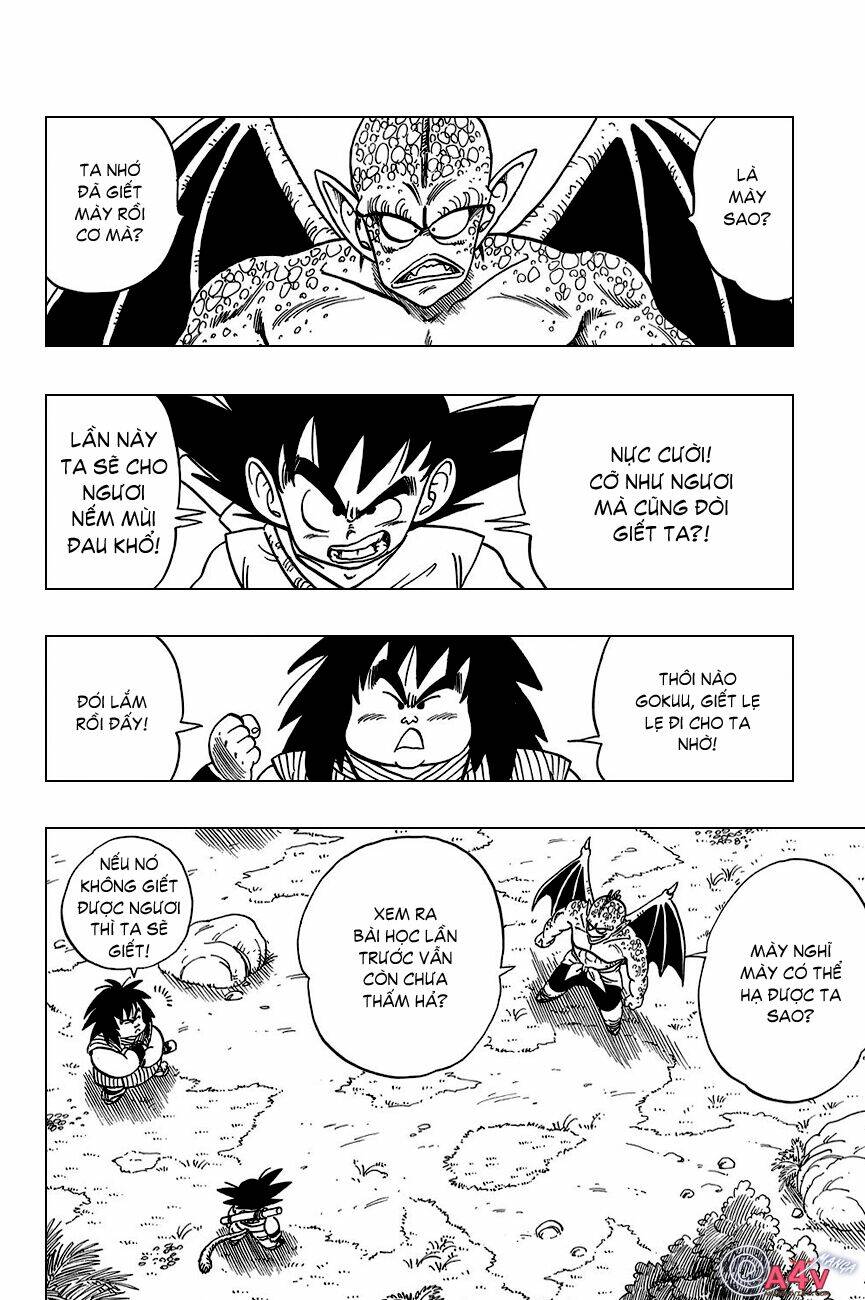 LÀ
MÀY
SAO?
TA NHỚ
ĐÃ GIẾT
MÀY RỒI
CƠ MÀ?
NỰC CƯỜI!
CỠ NHƯ NGƯƠI
MÀ CŨNG ĐÒI
GIẾT TA?!
LẦN NÀY
TA SẼ CHO
NGƯƠI
NẾM MÙI
ĐAU KHỔ!
THÔI NÀO
GOKUU, GIẾT LẸ
LẸ ĐI CHO TA
NHỜ!
ĐÓI LẮM
RỒI ĐẤY!
MÀY NGHĨ
MÀY CÓ THỂ
HẠ ĐƯỢC TA
SAO?
XEM RA
BÀI HỌC LẦN
TRƯỚC VẪN
CÒN CHƯA
THẤM HẢ?
NẾU NÓ
KHÔNG GIẾT
ĐƯỢC NGƯƠI
THÌ TA SẼ
GIẾT!
MANGA
A4v